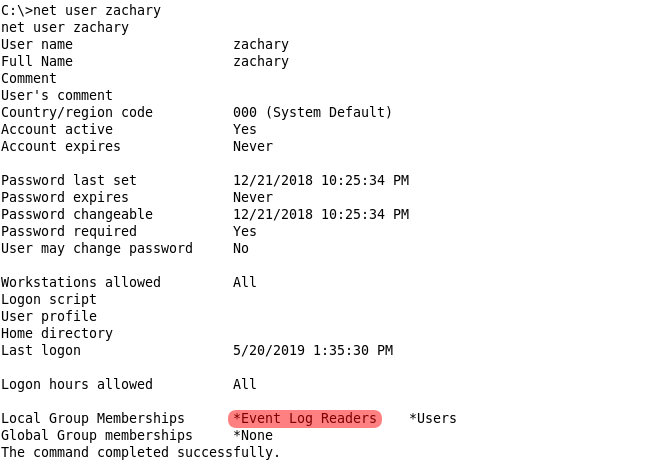 C:\>net user zachary
net user zachary
User name                    zachary
Full Name                    zachary
Comment
User's comment
Country/region code          000 (System Default)
Account active               Yes
Account expires              Never

Password last set            12/21/2018 10:25:34 PM
Password expires             Never
Password changeable          12/21/2018 10:25:34 PM
Password required            Yes
User may change password     No

Workstations allowed         All
Logon script
User profile
Home directory
Last logon                   5/20/2019 1:35:30 PM

Logon hours allowed          All

Local Group Memberships      *Event Log Readers    *Users
Global Group memberships     *None
The command completed successfully.